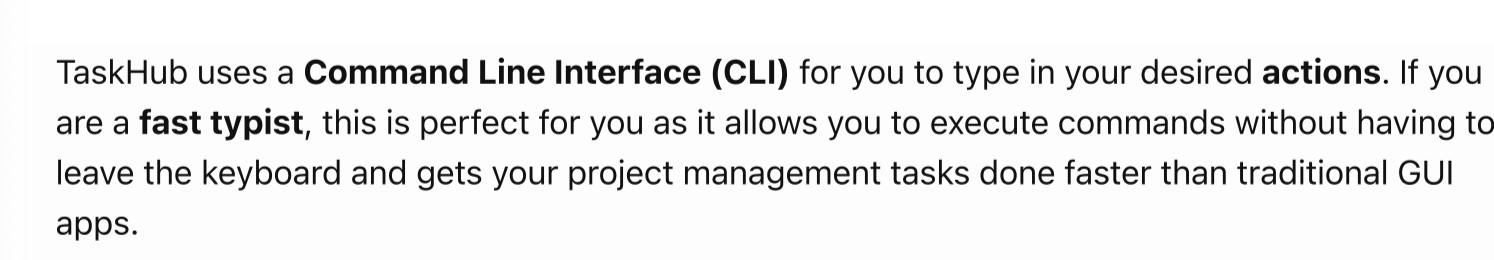 TaskHub uses a Command Line Interface (CLI) for you to type in your desired actions. If you
are a fast typist, this is perfect for you as it allows you to execute commands without having to
leave the keyboard and gets your project management tasks done faster than traditional GUI
apps.